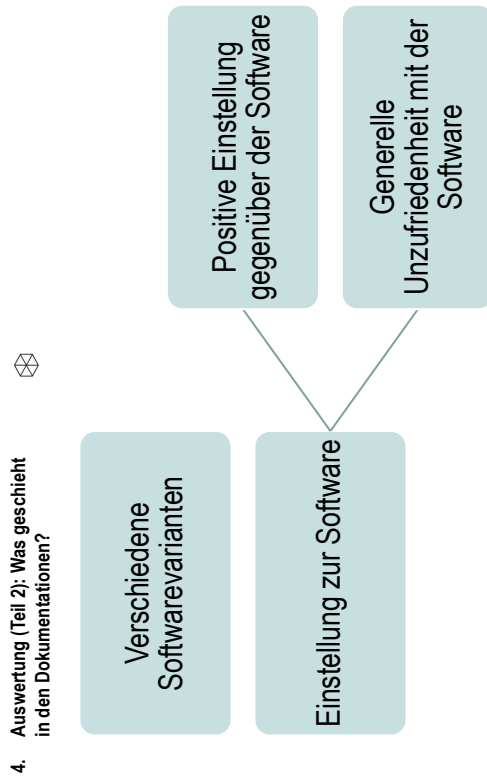 4. Auswertung (Teil 2): Was geschieht
in den Dokumentationen?
Verschiedene
Softwarevarianten
Einstellung zur Software
Positive Einstellung
gegenüber der Software
Generelle
Unzufriedenheit mit der
Software